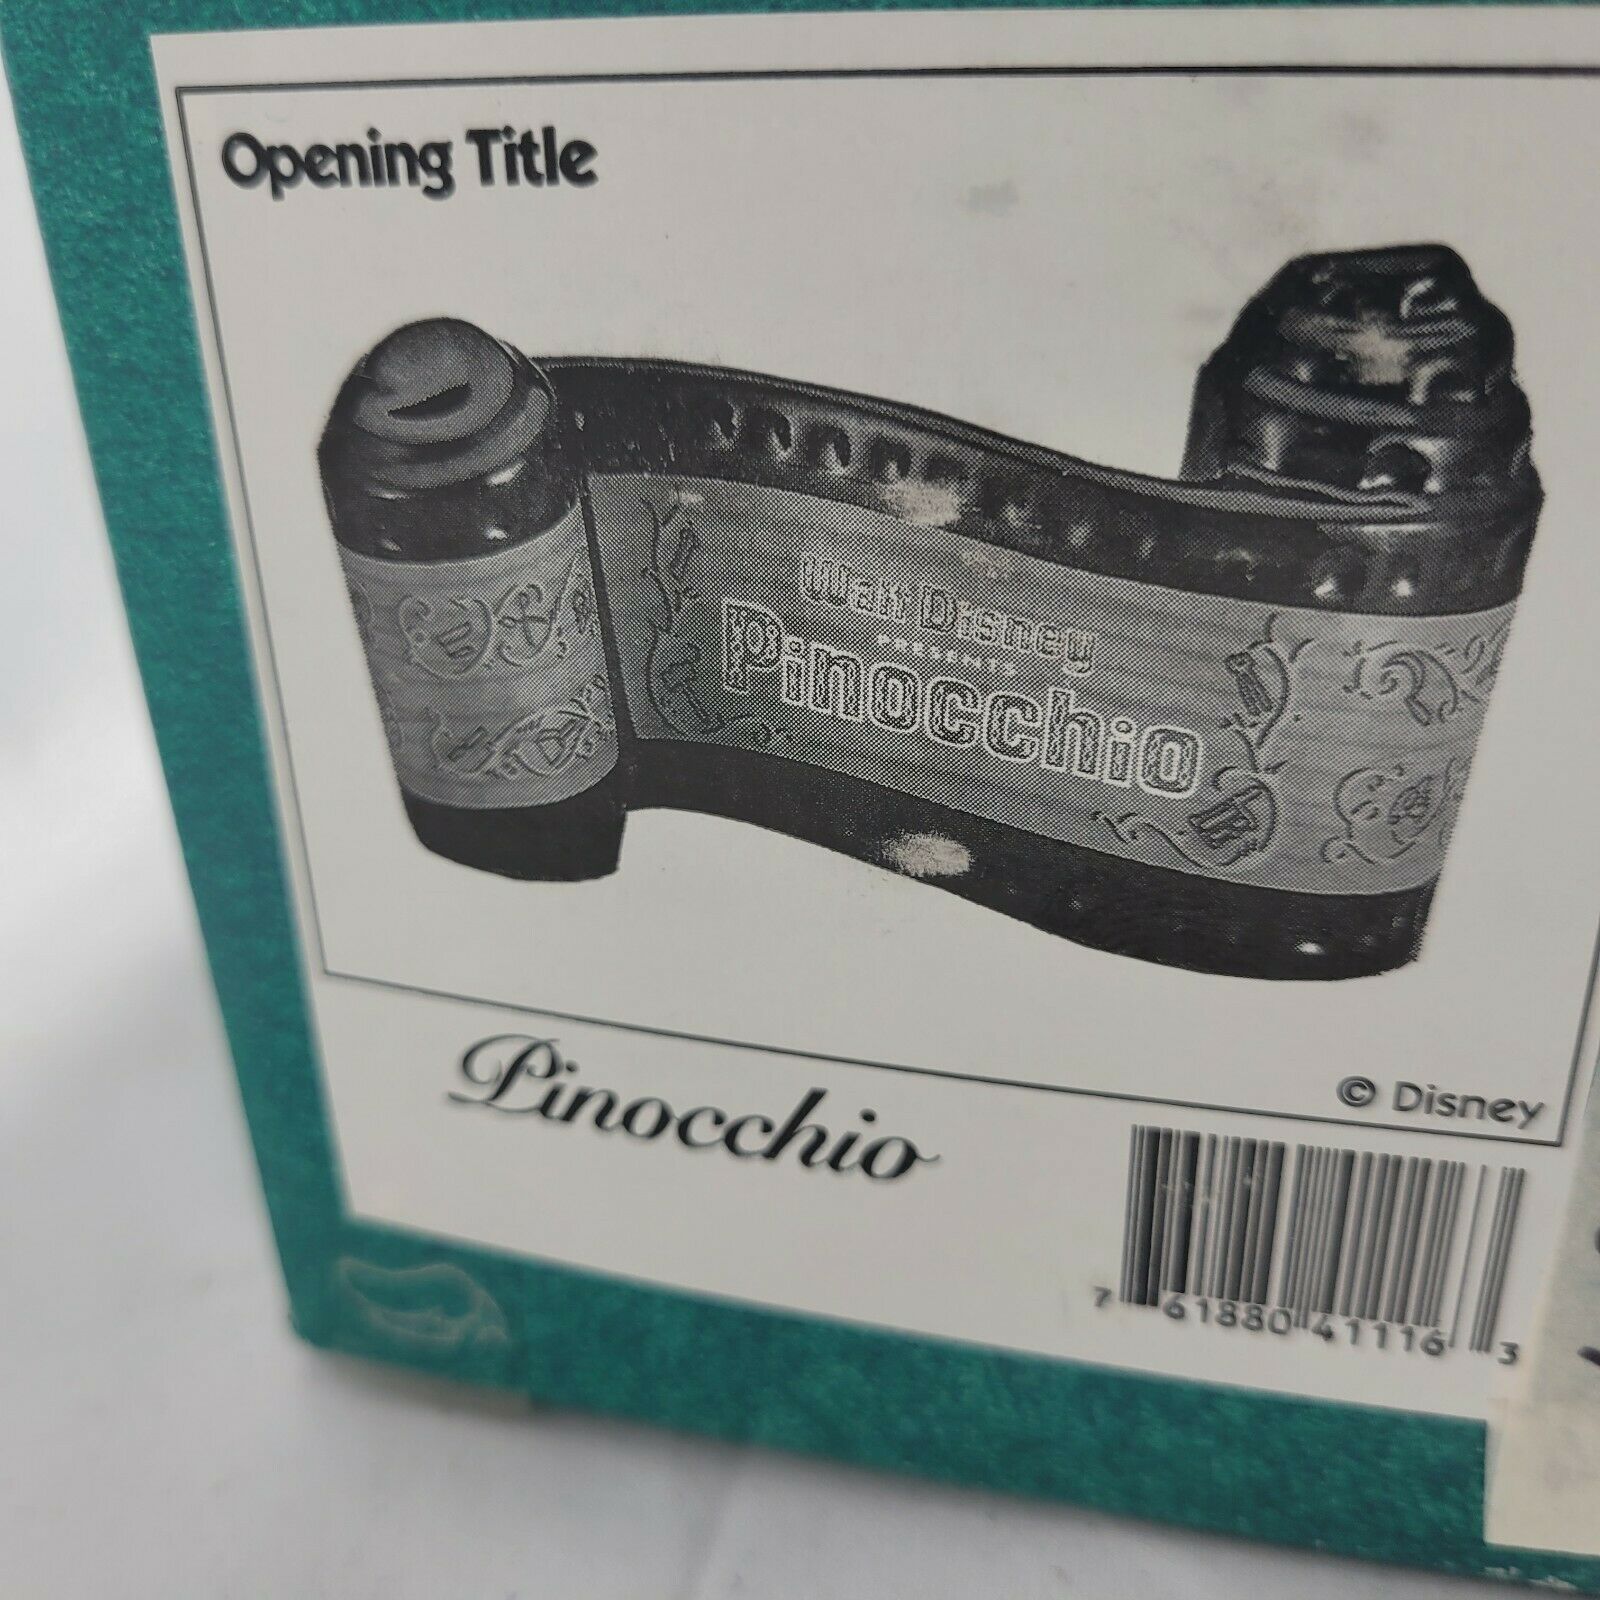 Opening Title
Walt Disney
PRESENTS
Pinocchio
© Disney
Pinocchio
7 61880 41116 3